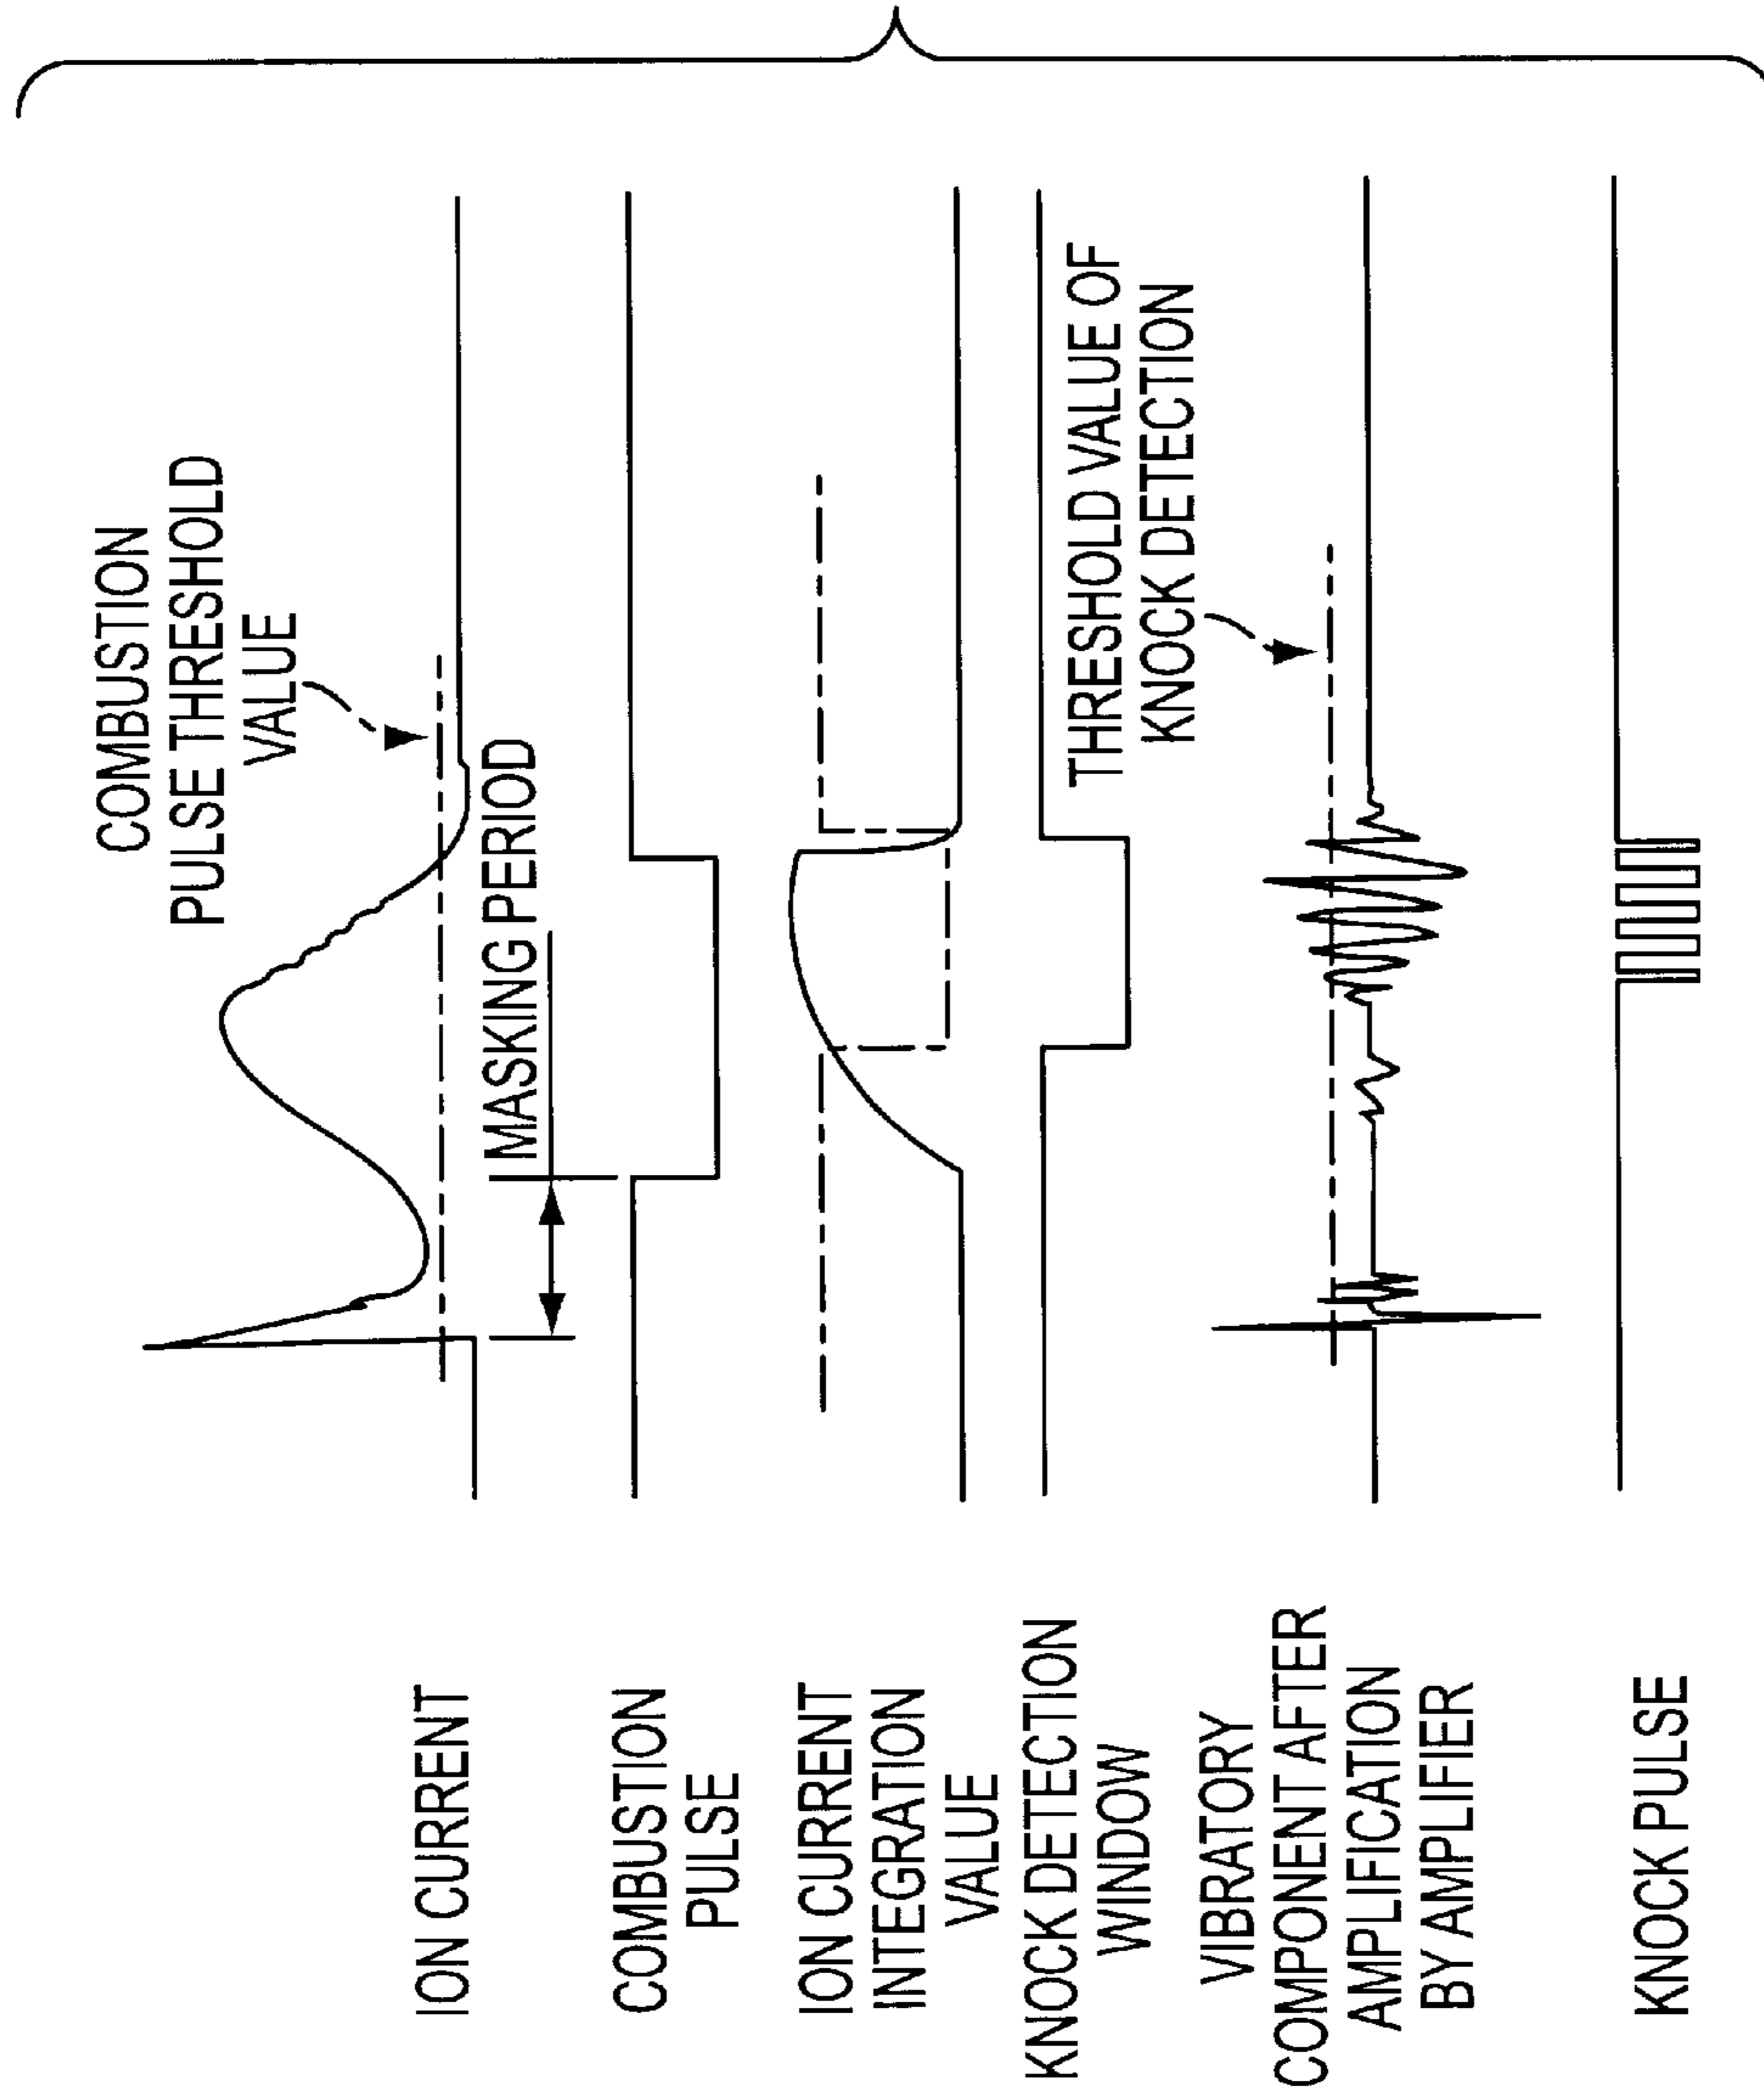 COMBUSTION
PULSE THRESHOLD
VALUE
ION CURRENT
MASKING PERIOD
COMBUSTION
PULSE
ION CURRENT
INTEGRATION
VALUE
KNOCK DETECTION
WINDOW
THRESHOLD VALUE OF
KNOCK DETECTION
VIBRATORY
COMPONENT AFTER
AMPLIFICATION
BY AMPLIFIER
KNOCK PULSE